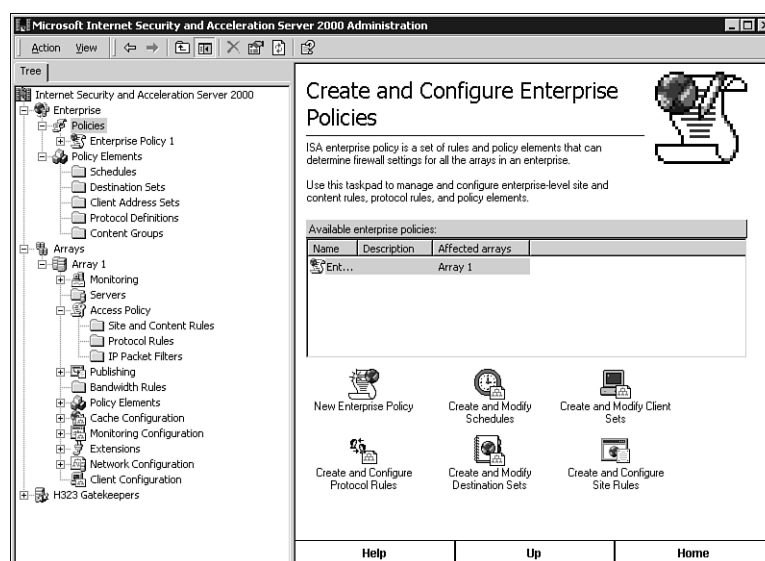 Microsoft Internet Security and Acceleration Server 2000 Administration
Action View
Tree
Internet Security and Acceleration Server 2000
Enterprise
Policies
Enterprise Policy 1
Policy Elements
Schedules
Destination Sets
Client Address Sets
Protocol Definitions
Content Groups
Arrays
Array 1
Monitoring
Servers
Access Policy
Site and Content Rules
Protocol Rules
IP Packet Filters
Publishing
Bandwidth Rules
Policy Elements
Cache Configuration
Monitoring Configuration
Extensions
Network Configuration
Client Configuration
H323 Gatekeepers
Create and Configure Enterprise
Policies
ISA enterprise policy is a set of rules and policy elements that can
determine firewall settings for all the arrays in an enterprise.
Use this taskpad to manage and configure enterprise-level site and
content rules, protocol rules, and policy elements.
Available enterprise policies:
Name Description Affected arrays
Ent... Array 1
New Enterprise Policy
Create and Modify
Schedules
Create and Modify Client
Sets
Create and Configure
Protocol Rules
Create and Modify
Destination Sets
Create and Configure
Site Rules
Help Up Home